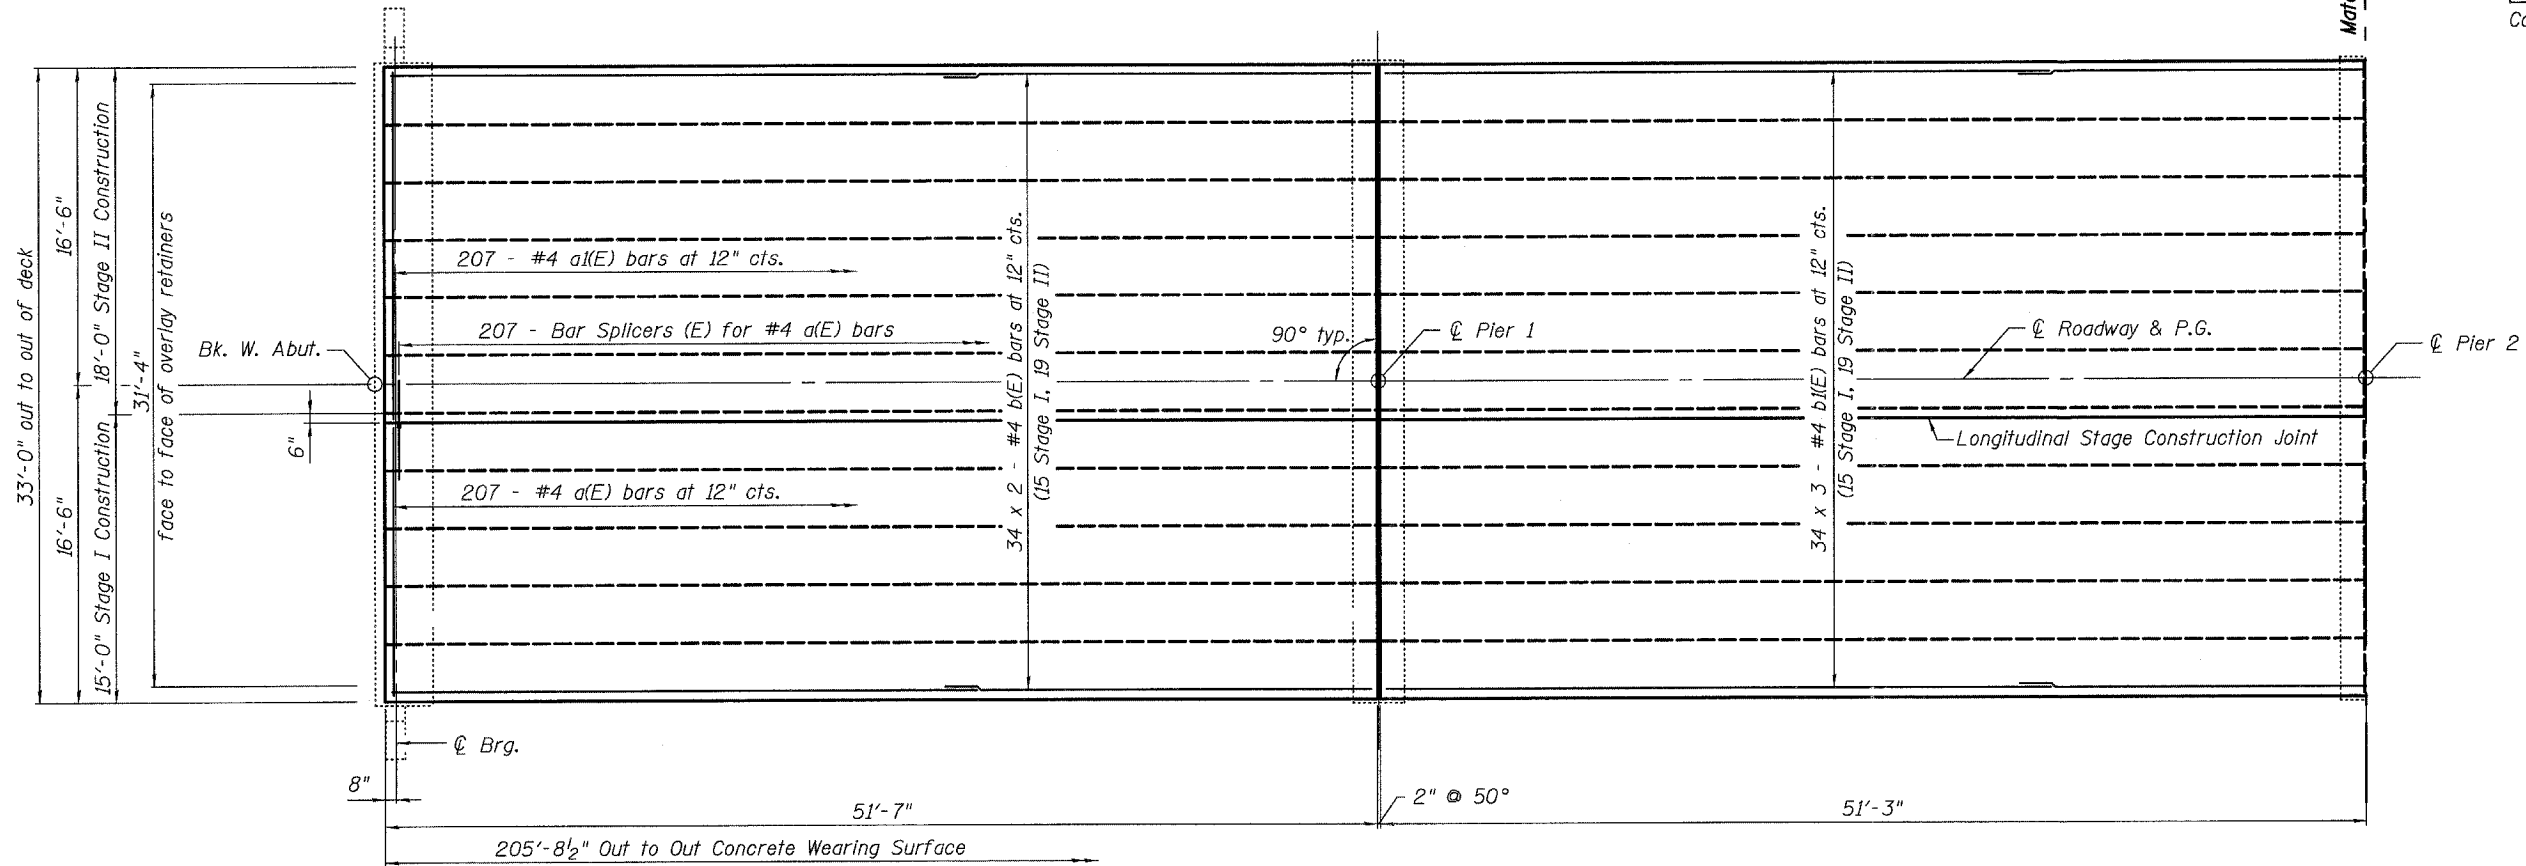 Mat
Co
33'-0" out to out of deck
16'-6"
16'-6"
18'-0" Stage II Construction
15'-0" Stage I Construction
31'-4"
face to face of overlay retainers
Bk. W. Abut.
6"
207 - #4 a1(E) bars at 12" cts.
207 - Bar Splicers (E) for #4 a(E) bars
207 - #4 a(E) bars at 12" cts.
34 x 2 - #4 b(E) bars at 12" cts.
(15 Stage I, 19 Stage II)
90° typ.
℄ Pier 1
34 x 3 - #4 b1(E) bars at 12" cts.
(15 Stage I, 19 Stage II)
℄ Roadway & P.G.
℄ Pier 2
Longitudinal Stage Construction Joint
℄ Brg.
8"
51'-7"
2" @ 50°
51'-3"
205'-8½" Out to Out Concrete Wearing Surface